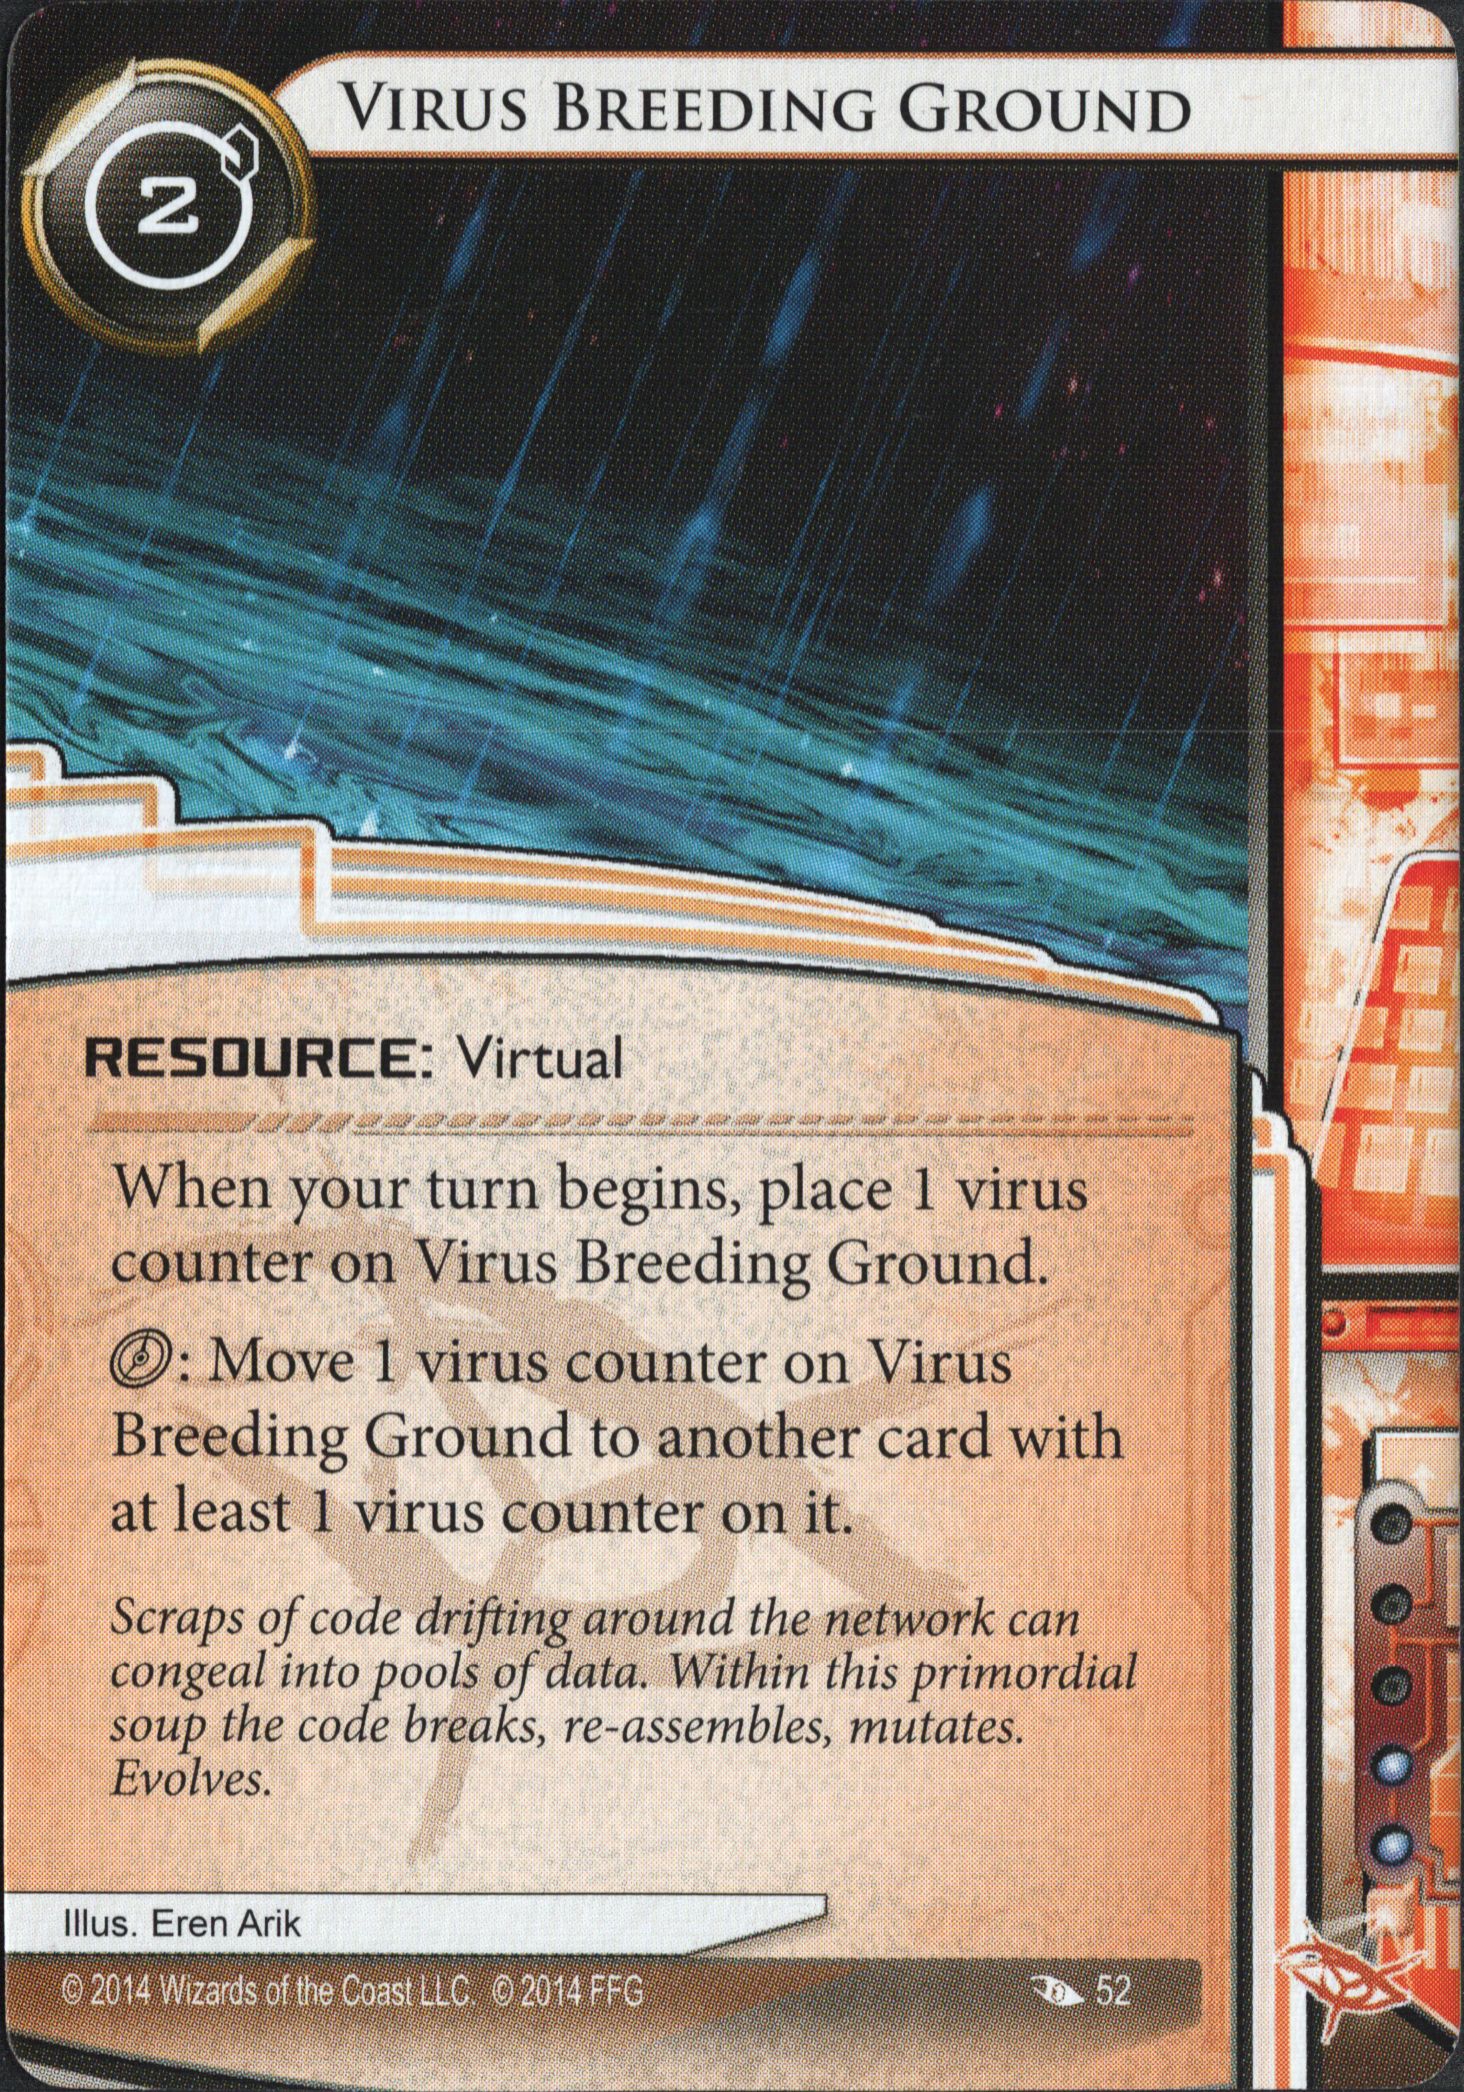 2
VIRUS BREEDING GROUND
RESOURCE: Virtual
When your turn begins, place 1 virus
counter on Virus Breeding Ground.
: Move 1 virus counter on Virus
Breeding Ground to another card with
at least 1 virus counter on it.
Scraps of code drifting around the network can
congeal into pools of data. Within this primordial
soup the code breaks, re-assembles, mutates.
Evolves.
Illus. Eren Arik
© 2014 Wizards of the Coast LLC. © 2014 FFG
52